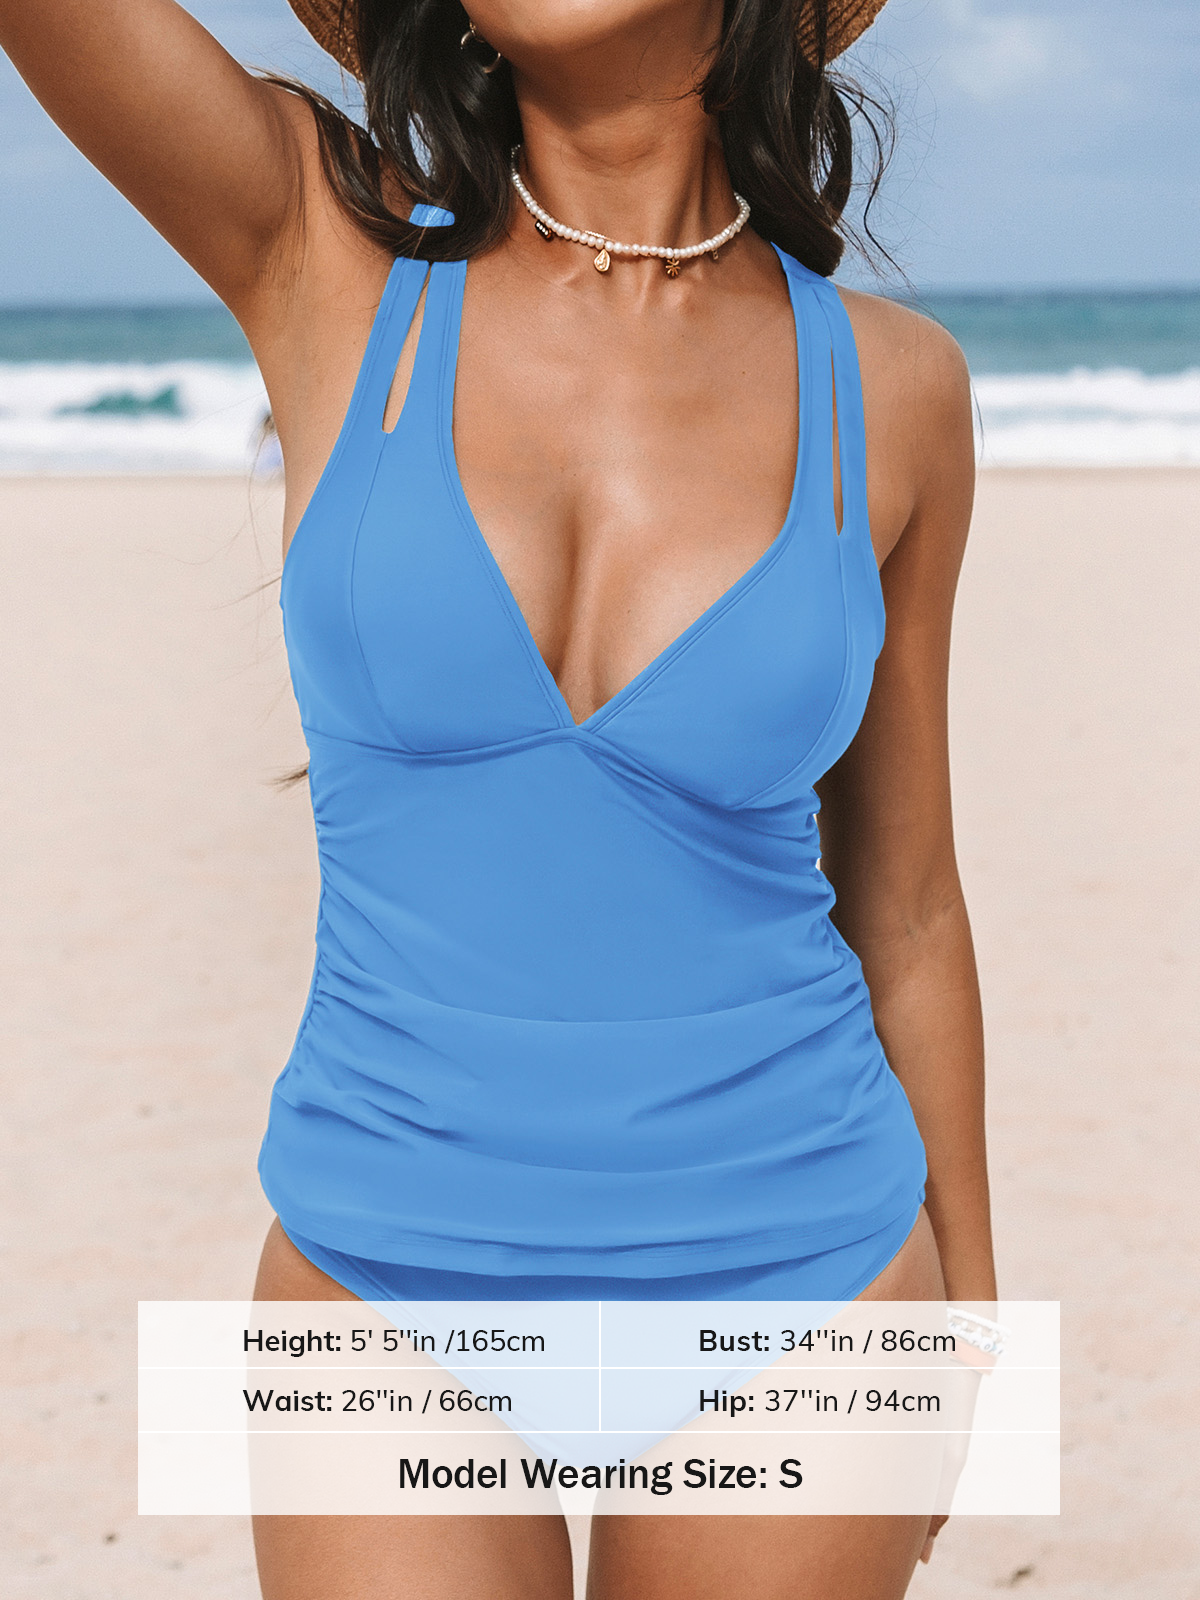 Height: 5' 5''in /165cm
Bust: 34''in / 86cm
Waist: 26''in / 66cm
Hip: 37''in / 94cm
Model Wearing Size: S